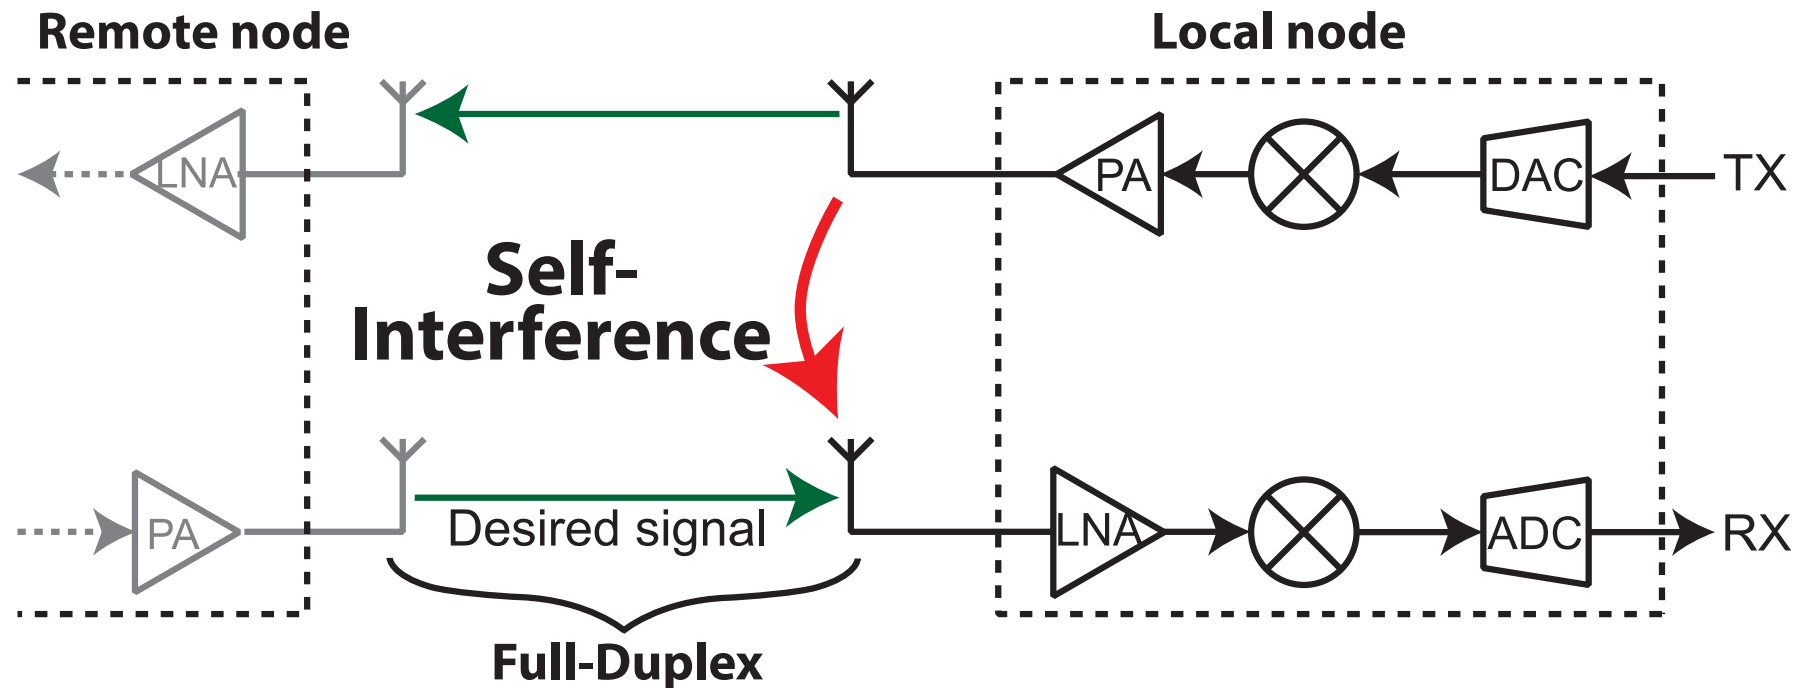 Remote node
Local node
LNA
PA
DAC
TX
Self-
Interference
PA
Desired signal
LNA
ADC
RX
Full-Duplex